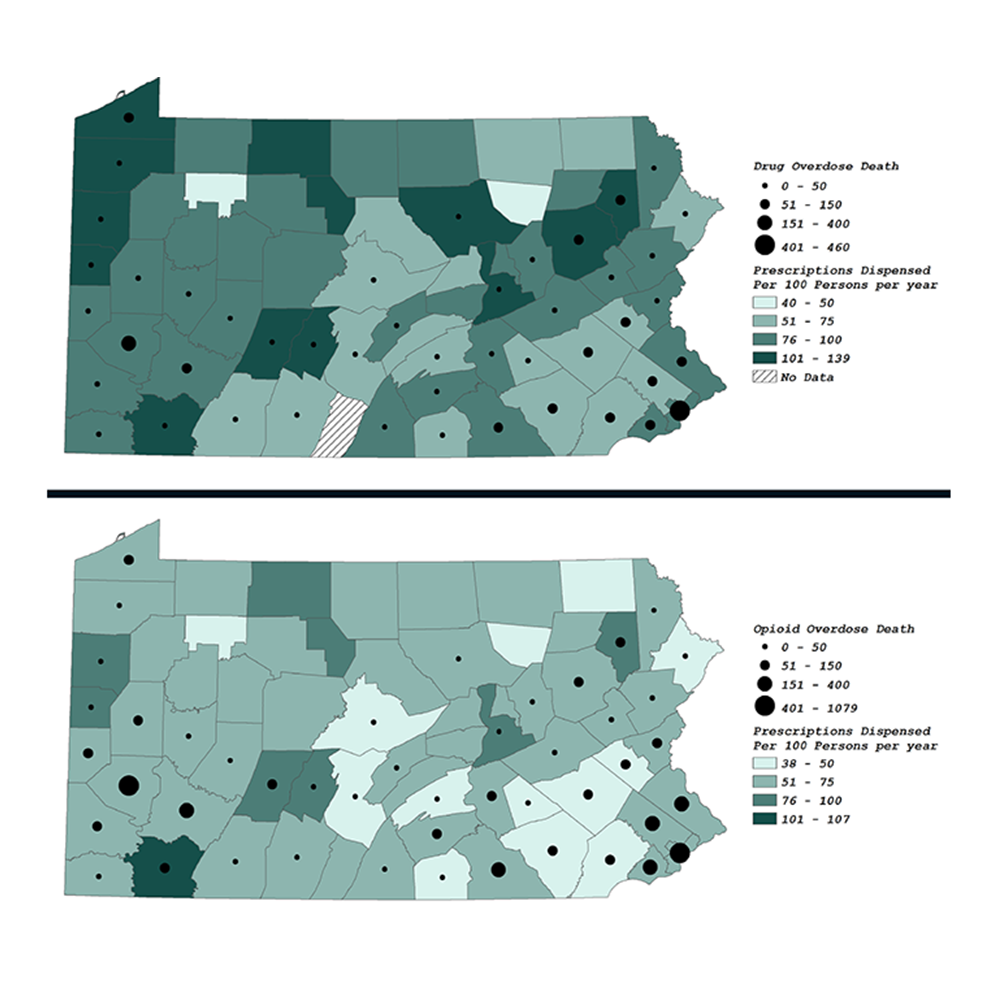 Drug Overdose Death
0 - 50
51 - 150
151 - 400
401 - 460
Prescriptions Dispensed
Per 100 Persons per year
40 - 50
51 - 75
76 - 100
101 - 139
No Data
Opioid Overdose Death
0 - 50
51 - 150
151 - 400
401 - 1079
Prescriptions Dispensed
Per 100 Persons per year
38 - 50
51 - 75
76 - 100
101 - 107